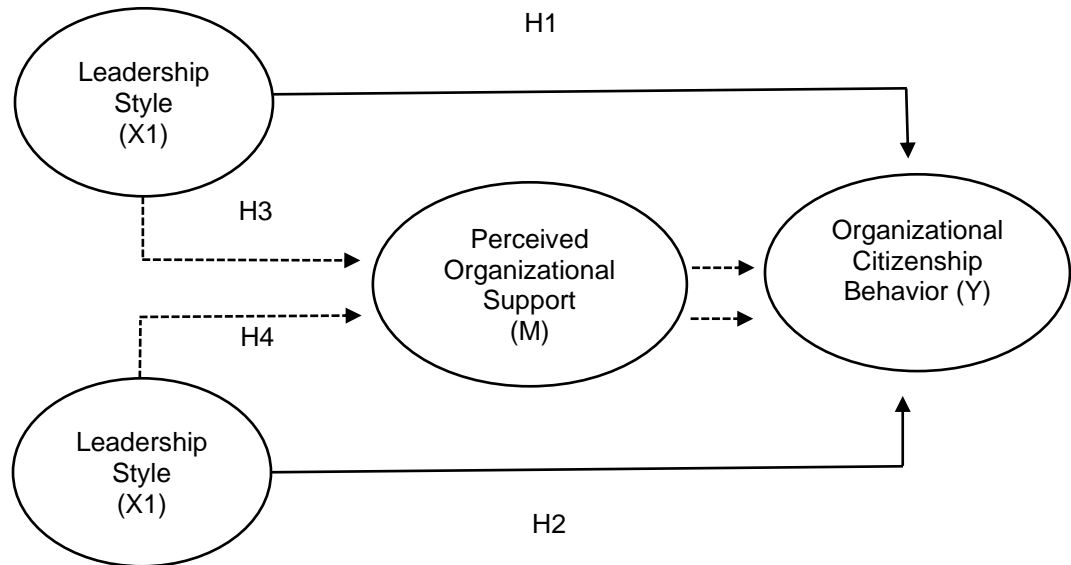 H1
Leadership
Style
(X1)
H3
Perceived
Organizational
Support
(M)
Organizational
Citizenship
Behavior (Y)
H4
Leadership
Style
(X1)
H2